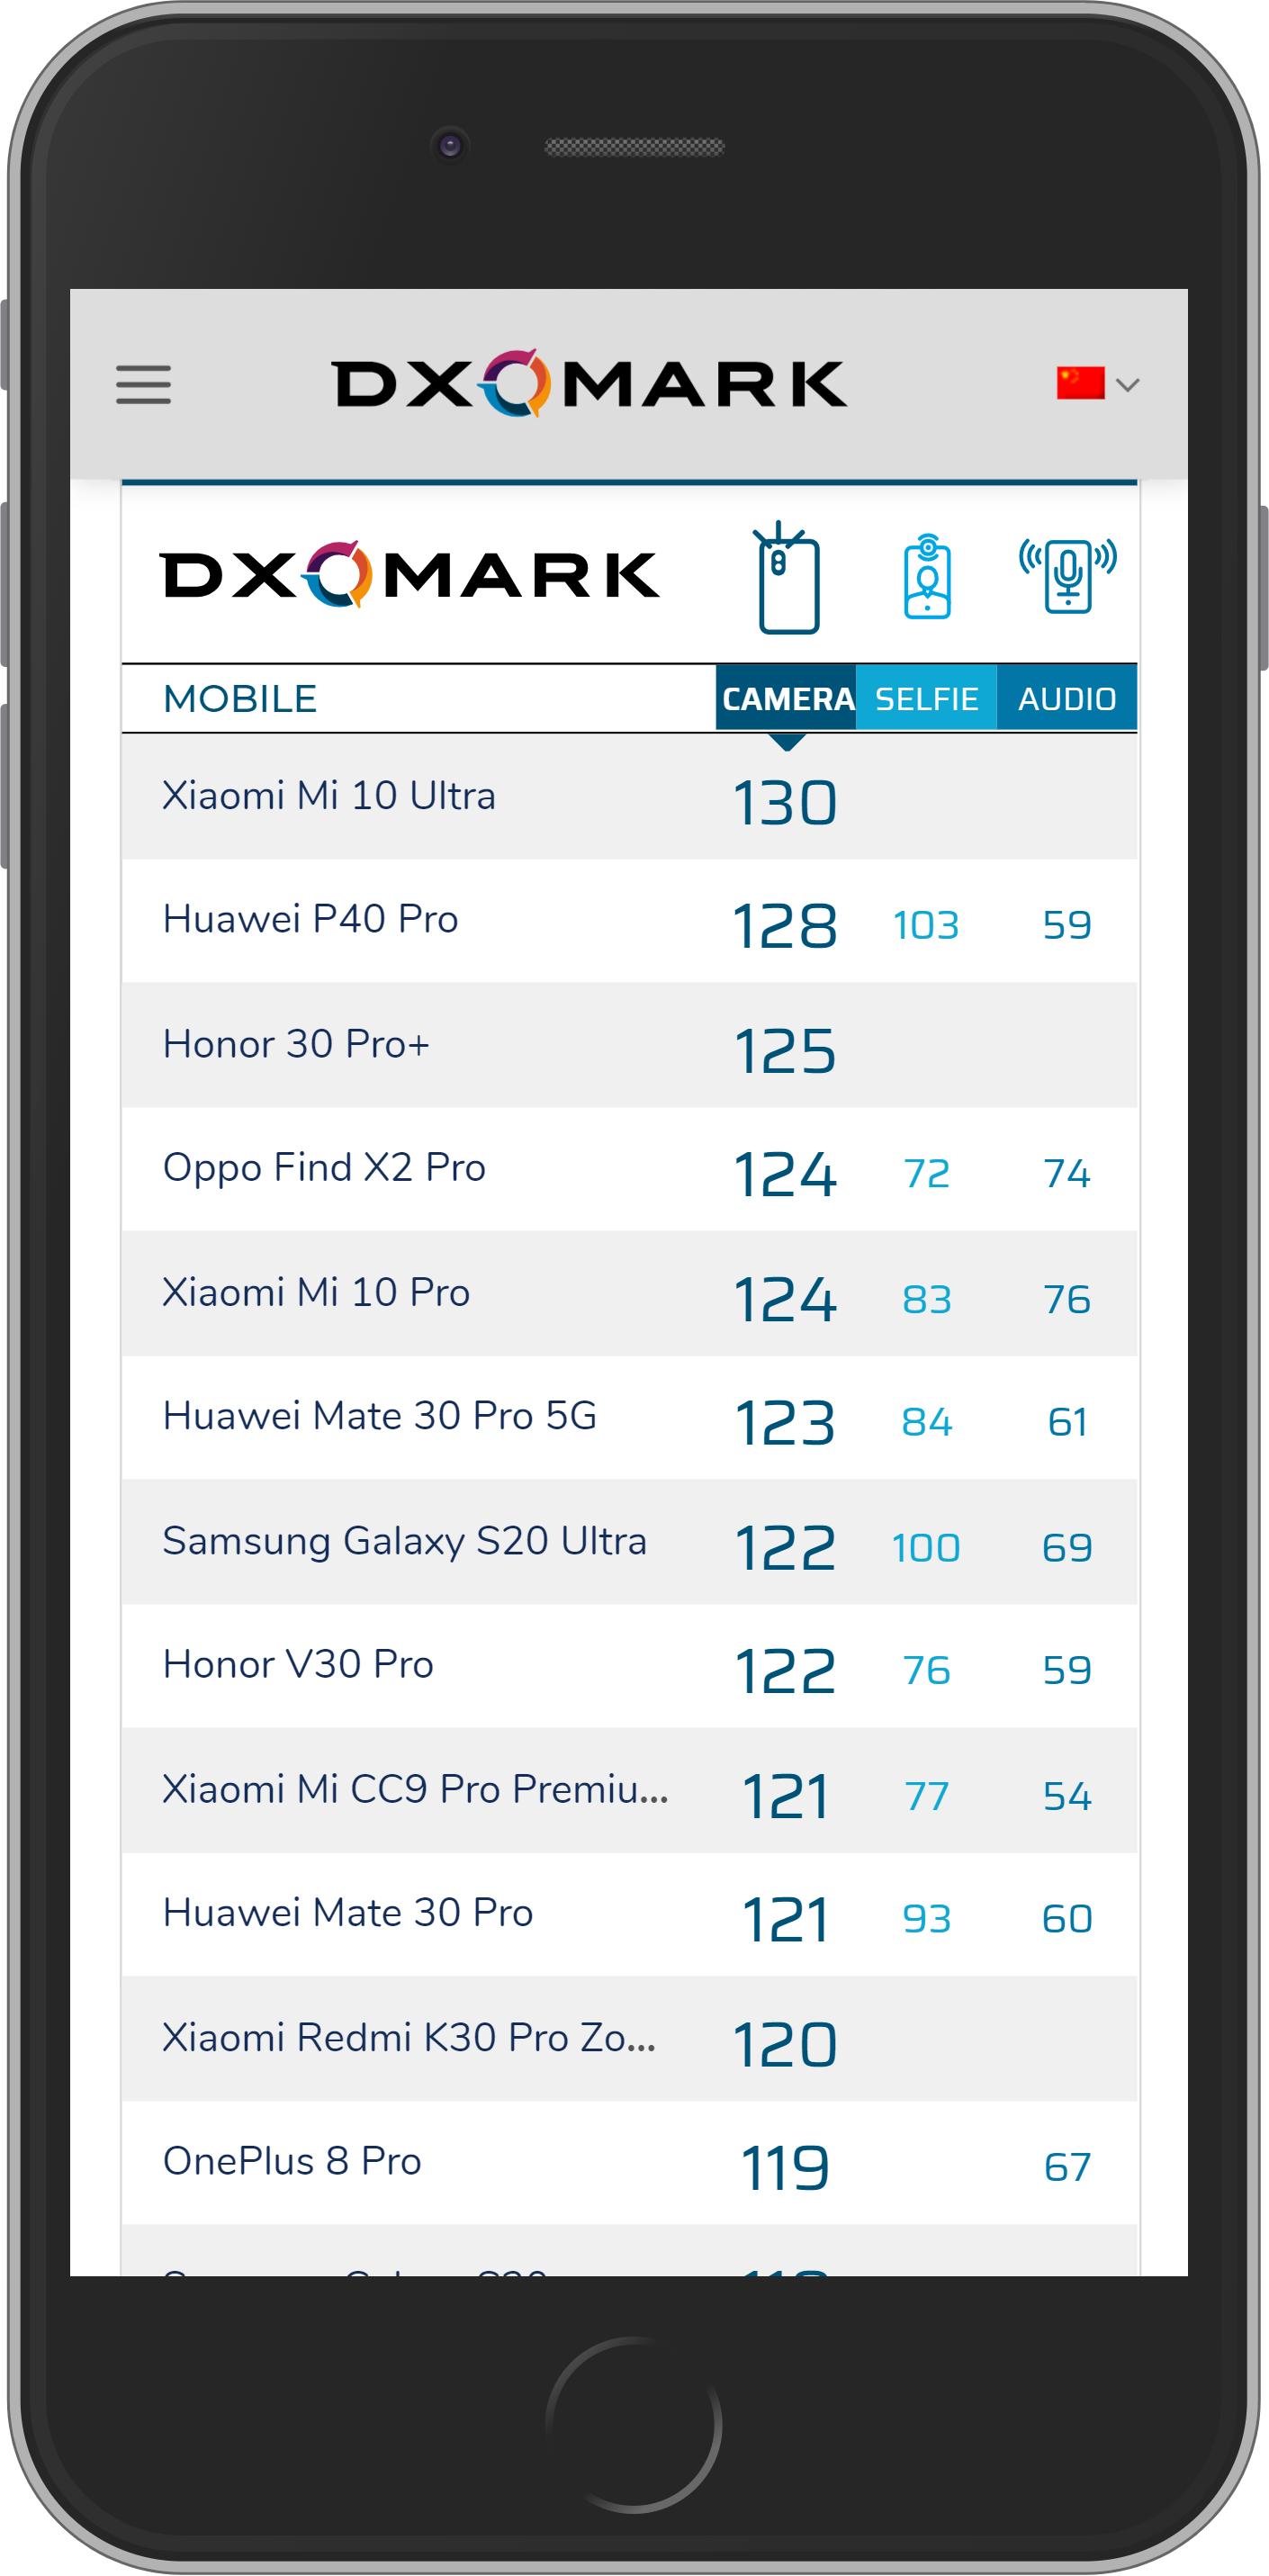 DXOMARK
DXOMARK
MOBILE CAMERA SELFIE AUDIO
Xiaomi Mi 10 Ultra 130
Huawei P40 Pro 128 103 59
Honor 30 Pro+ 125
Oppo Find X2 Pro 124 72 74
Xiaomi Mi 10 Pro 124 83 76
Huawei Mate 30 Pro 5G 123 84 61
Samsung Galaxy S20 Ultra 122 100 69
Honor V30 Pro 122 76 59
Xiaomi Mi CC9 Pro Premiu... 121 77 54
Huawei Mate 30 Pro 121 93 60
Xiaomi Redmi K30 Pro Zo... 120
OnePlus 8 Pro 119 67